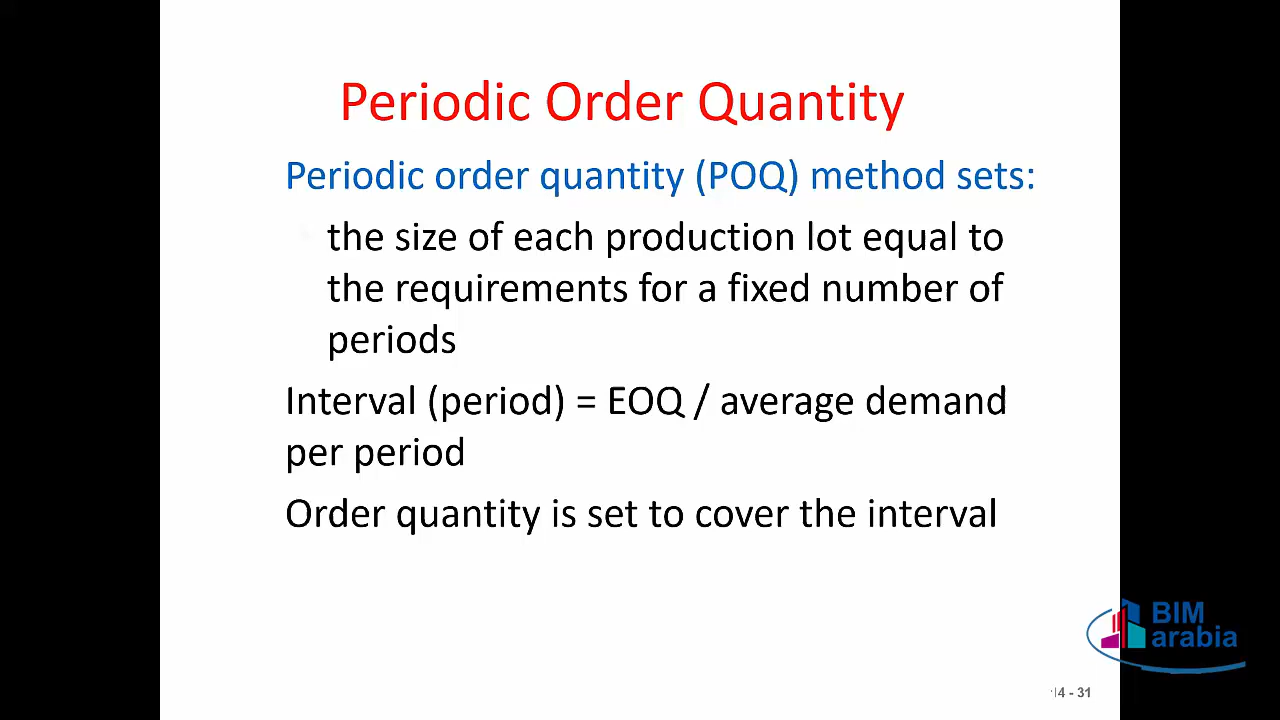 Periodic Order Quantity
Periodic order quantity (POQ) method sets:
the size of each production lot equal to
the requirements for a fixed number of
periods
Interval (period) = EOQ / average demand
per period
Order quantity is set to cover the interval
BIM
arabia
14 - 31